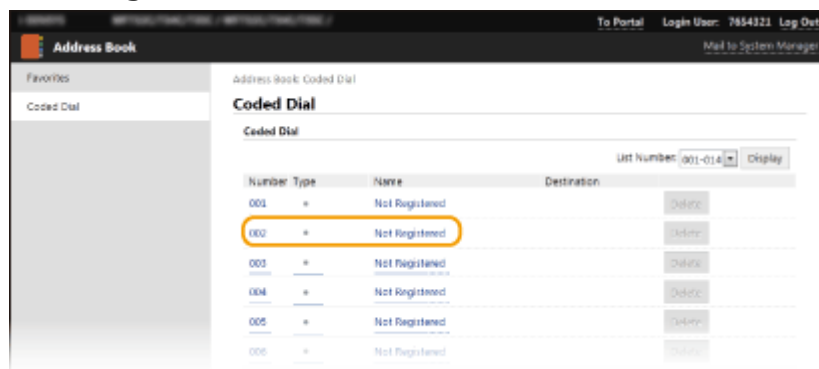 To Portal Login User: 7654321 Log Out
Address Book Mail to System Manager
Favorites
Coded Dial
Address Book: Coded Dial
Coded Dial
Coded Dial
List Number: 001-014 Display
Number Type Name Destination
001 Not Registered Delete
002 Not Registered Delete
003 Not Registered Delete
004 Not Registered Delete
005 Not Registered Delete
006 Not Registered Delete